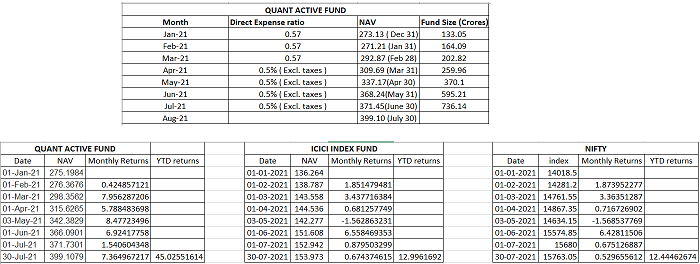 QUANT ACTIVE FUND
Month Direct Expense ratio NAV Fund Size (Crores)
Jan-21 0.57 273.13 ( Dec 31) 133.05
Feb-21 0.57 271.21 (Jan 31) 164.09
Mar-21 0.57 292.87 (Feb 28) 202.82
Apr-21 0.5% ( Excl. taxes ) 309.69 (Mar 31) 259.96
May-21 0.5% ( Excl. taxes ) 337.17(Apr 30) 370.1
Jun-21 0.5% ( Excl. taxes ) 368.24(May 31) 595.21
Jul-21 0.5% ( Excl. taxes ) 371.45(June 30) 736.14
Aug-21 399.10 (July 30)
QUANT ACTIVE FUND ICICI INDEX FUND NIFTY
Date NAV Monthly Returns YTD returns Date NAV Monthly Returns YTD returns Date index Monthly Returns YTD returns
01-Jan-21 275.1984 01-01-2021 136.264 01-01-2021 14018.5
01-Feb-21 276.3676 0.424857121 01-02-2021 138.787 1.851479481 01-02-2021 14281.2 1.873952277
01-Mar-21 298.3562 7.956287206 01-03-2021 143.558 3.437716384 01-03-2021 14761.55 3.36351287
01-Apr-21 315.6265 5.788483698 01-04-2021 144.536 0.681257749 01-04-2021 14867.35 0.716726902
03-May-21 342.3829 8.47723496 03-05-2021 142.277 -1.562863231 03-05-2021 14634.15 -1.568537769
01-Jun-21 366.0901 6.92417758 01-06-2021 151.608 6.558469353 01-06-2021 15574.85 6.42811506
01-Jul-21 371.7301 1.540604348 01-07-2021 152.942 0.879503299 01-07-2021 15680 0.675126887
30-Jul-21 399.1079 7.364967217 45.02551614 30-07-2021 153.973 0.674374615 12.9961692 30-07-2021 15763.05 0.529655612 12.44462674